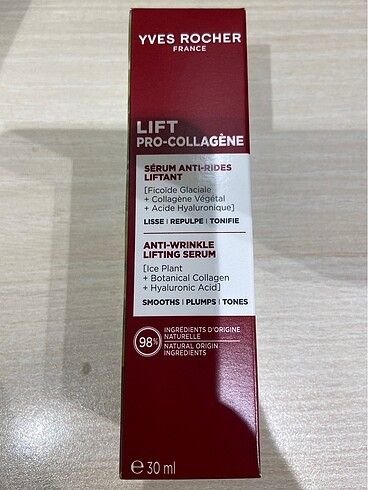 YVES ROCHER
FRANCE
LIFT
PRO-COLLAGÈNE
SÉRUM ANTI-RIDES
LIFTANT
[Ficoïde Glaciale
+ Collagène Végétal
+ Acide Hyaluronique]
LISSE | REPULPE | TONIFIE
ANTI-WRINKLE
LIFTING SERUM
[Ice Plant
+ Botanical Collagen
+ Hyaluronic Acid]
SMOOTHS | PLUMPS | TONES
98%
INGRÉDIENTS D'ORIGINE
NATURELLE
NATURAL ORIGIN
INGREDIENTS
℮ 30 ml